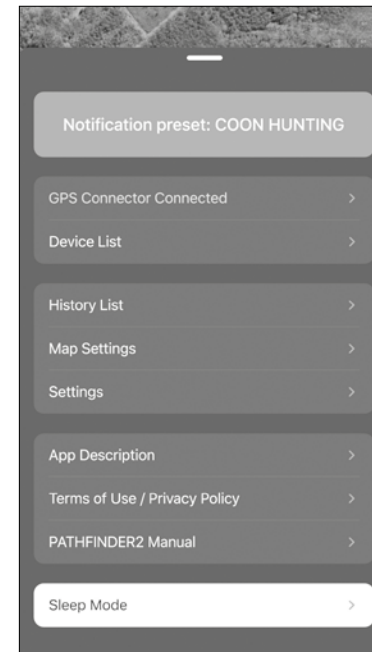 Notification preset: COON HUNTING
GPS Connector Connected
Device List
History List
Map Settings
Settings
App Description
Terms of Use / Privacy Policy
PATHFINDER2 Manual
Sleep Mode